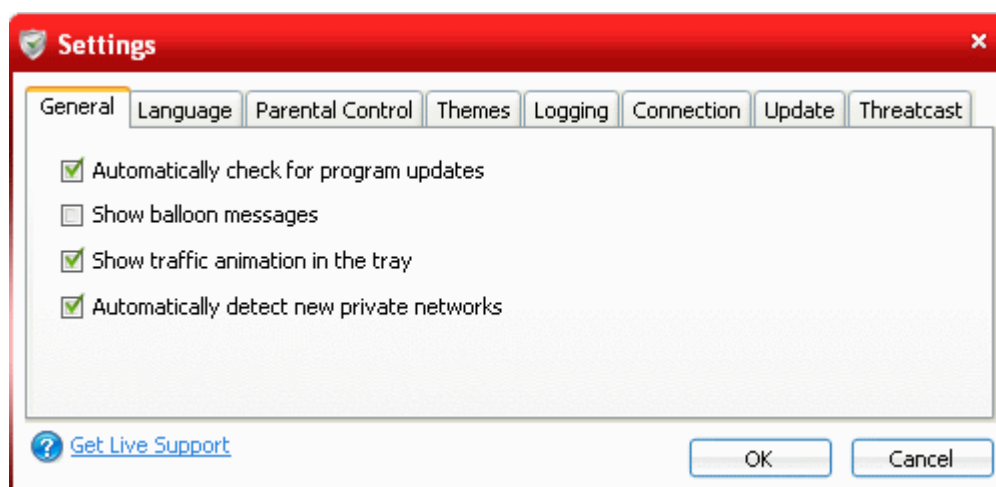 Settings
General Language Parental Control Themes Logging Connection Update Threatcast
Automatically check for program updates
Show balloon messages
Show traffic animation in the tray
Automatically detect new private networks
Get Live Support
OK Cancel